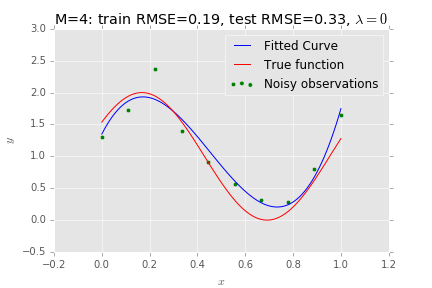 M=4: train RMSE=0.19, test RMSE=0.33, λ=0
3.0
2.5
2.0
1.5
1.0
0.5
0.0
−0.5
y
Fitted Curve
True function
Noisy observations
−0.2 0.0 0.2 0.4 0.6 0.8 1.0 1.2
x